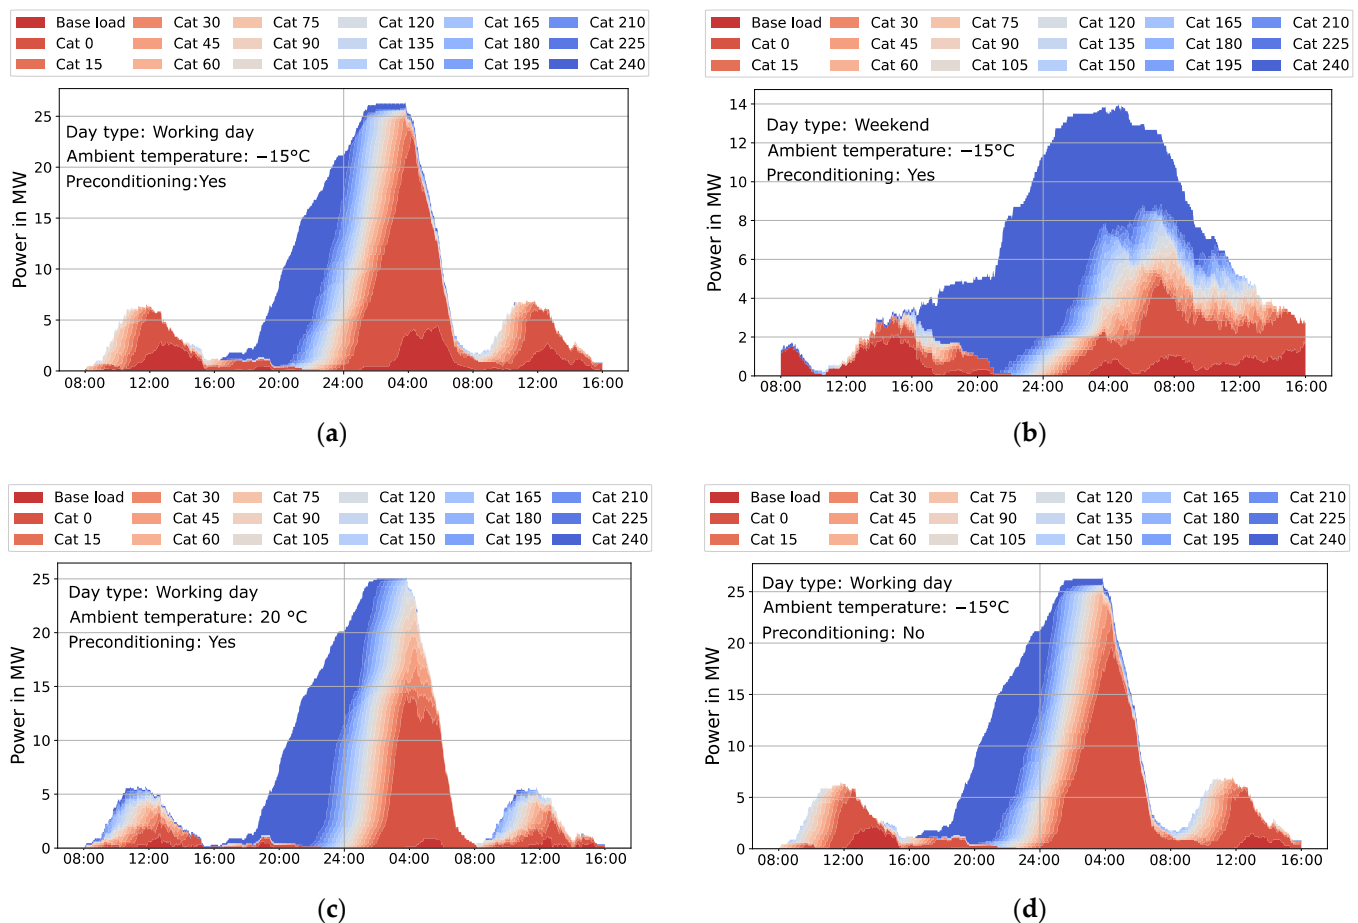 Base load Cat 30 Cat 75 Cat 120 Cat 165 Cat 210
Cat 0 Cat 45 Cat 90 Cat 135 Cat 180 Cat 225
Cat 15 Cat 60 Cat 105 Cat 150 Cat 195 Cat 240
25
20
15
10
5
0
Power in MW
Day type: Working day
Ambient temperature: −15°C
Preconditioning:Yes
08:00 12:00 16:00 20:00 24:00 04:00 08:00 12:00 16:00
(a)
Base load Cat 30 Cat 75 Cat 120 Cat 165 Cat 210
Cat 0 Cat 45 Cat 90 Cat 135 Cat 180 Cat 225
Cat 15 Cat 60 Cat 105 Cat 150 Cat 195 Cat 240
14
12
10
8
6
4
2
0
Power in MW
Day type: Weekend
Ambient temperature: −15°C
Preconditioning: Yes
08:00 12:00 16:00 20:00 24:00 04:00 08:00 12:00 16:00
(b)
Base load Cat 30 Cat 75 Cat 120 Cat 165 Cat 210
Cat 0 Cat 45 Cat 90 Cat 135 Cat 180 Cat 225
Cat 15 Cat 60 Cat 105 Cat 150 Cat 195 Cat 240
25
20
15
10
5
0
Power in MW
Day type: Working day
Ambient temperature: 20 °C
Preconditioning: Yes
08:00 12:00 16:00 20:00 24:00 04:00 08:00 12:00 16:00
(c)
Base load Cat 30 Cat 75 Cat 120 Cat 165 Cat 210
Cat 0 Cat 45 Cat 90 Cat 135 Cat 180 Cat 225
Cat 15 Cat 60 Cat 105 Cat 150 Cat 195 Cat 240
25
20
15
10
5
0
Power in MW
Day type: Working day
Ambient temperature: −15°C
Preconditioning: No
08:00 12:00 16:00 20:00 24:00 04:00 08:00 12:00 16:00
(d)